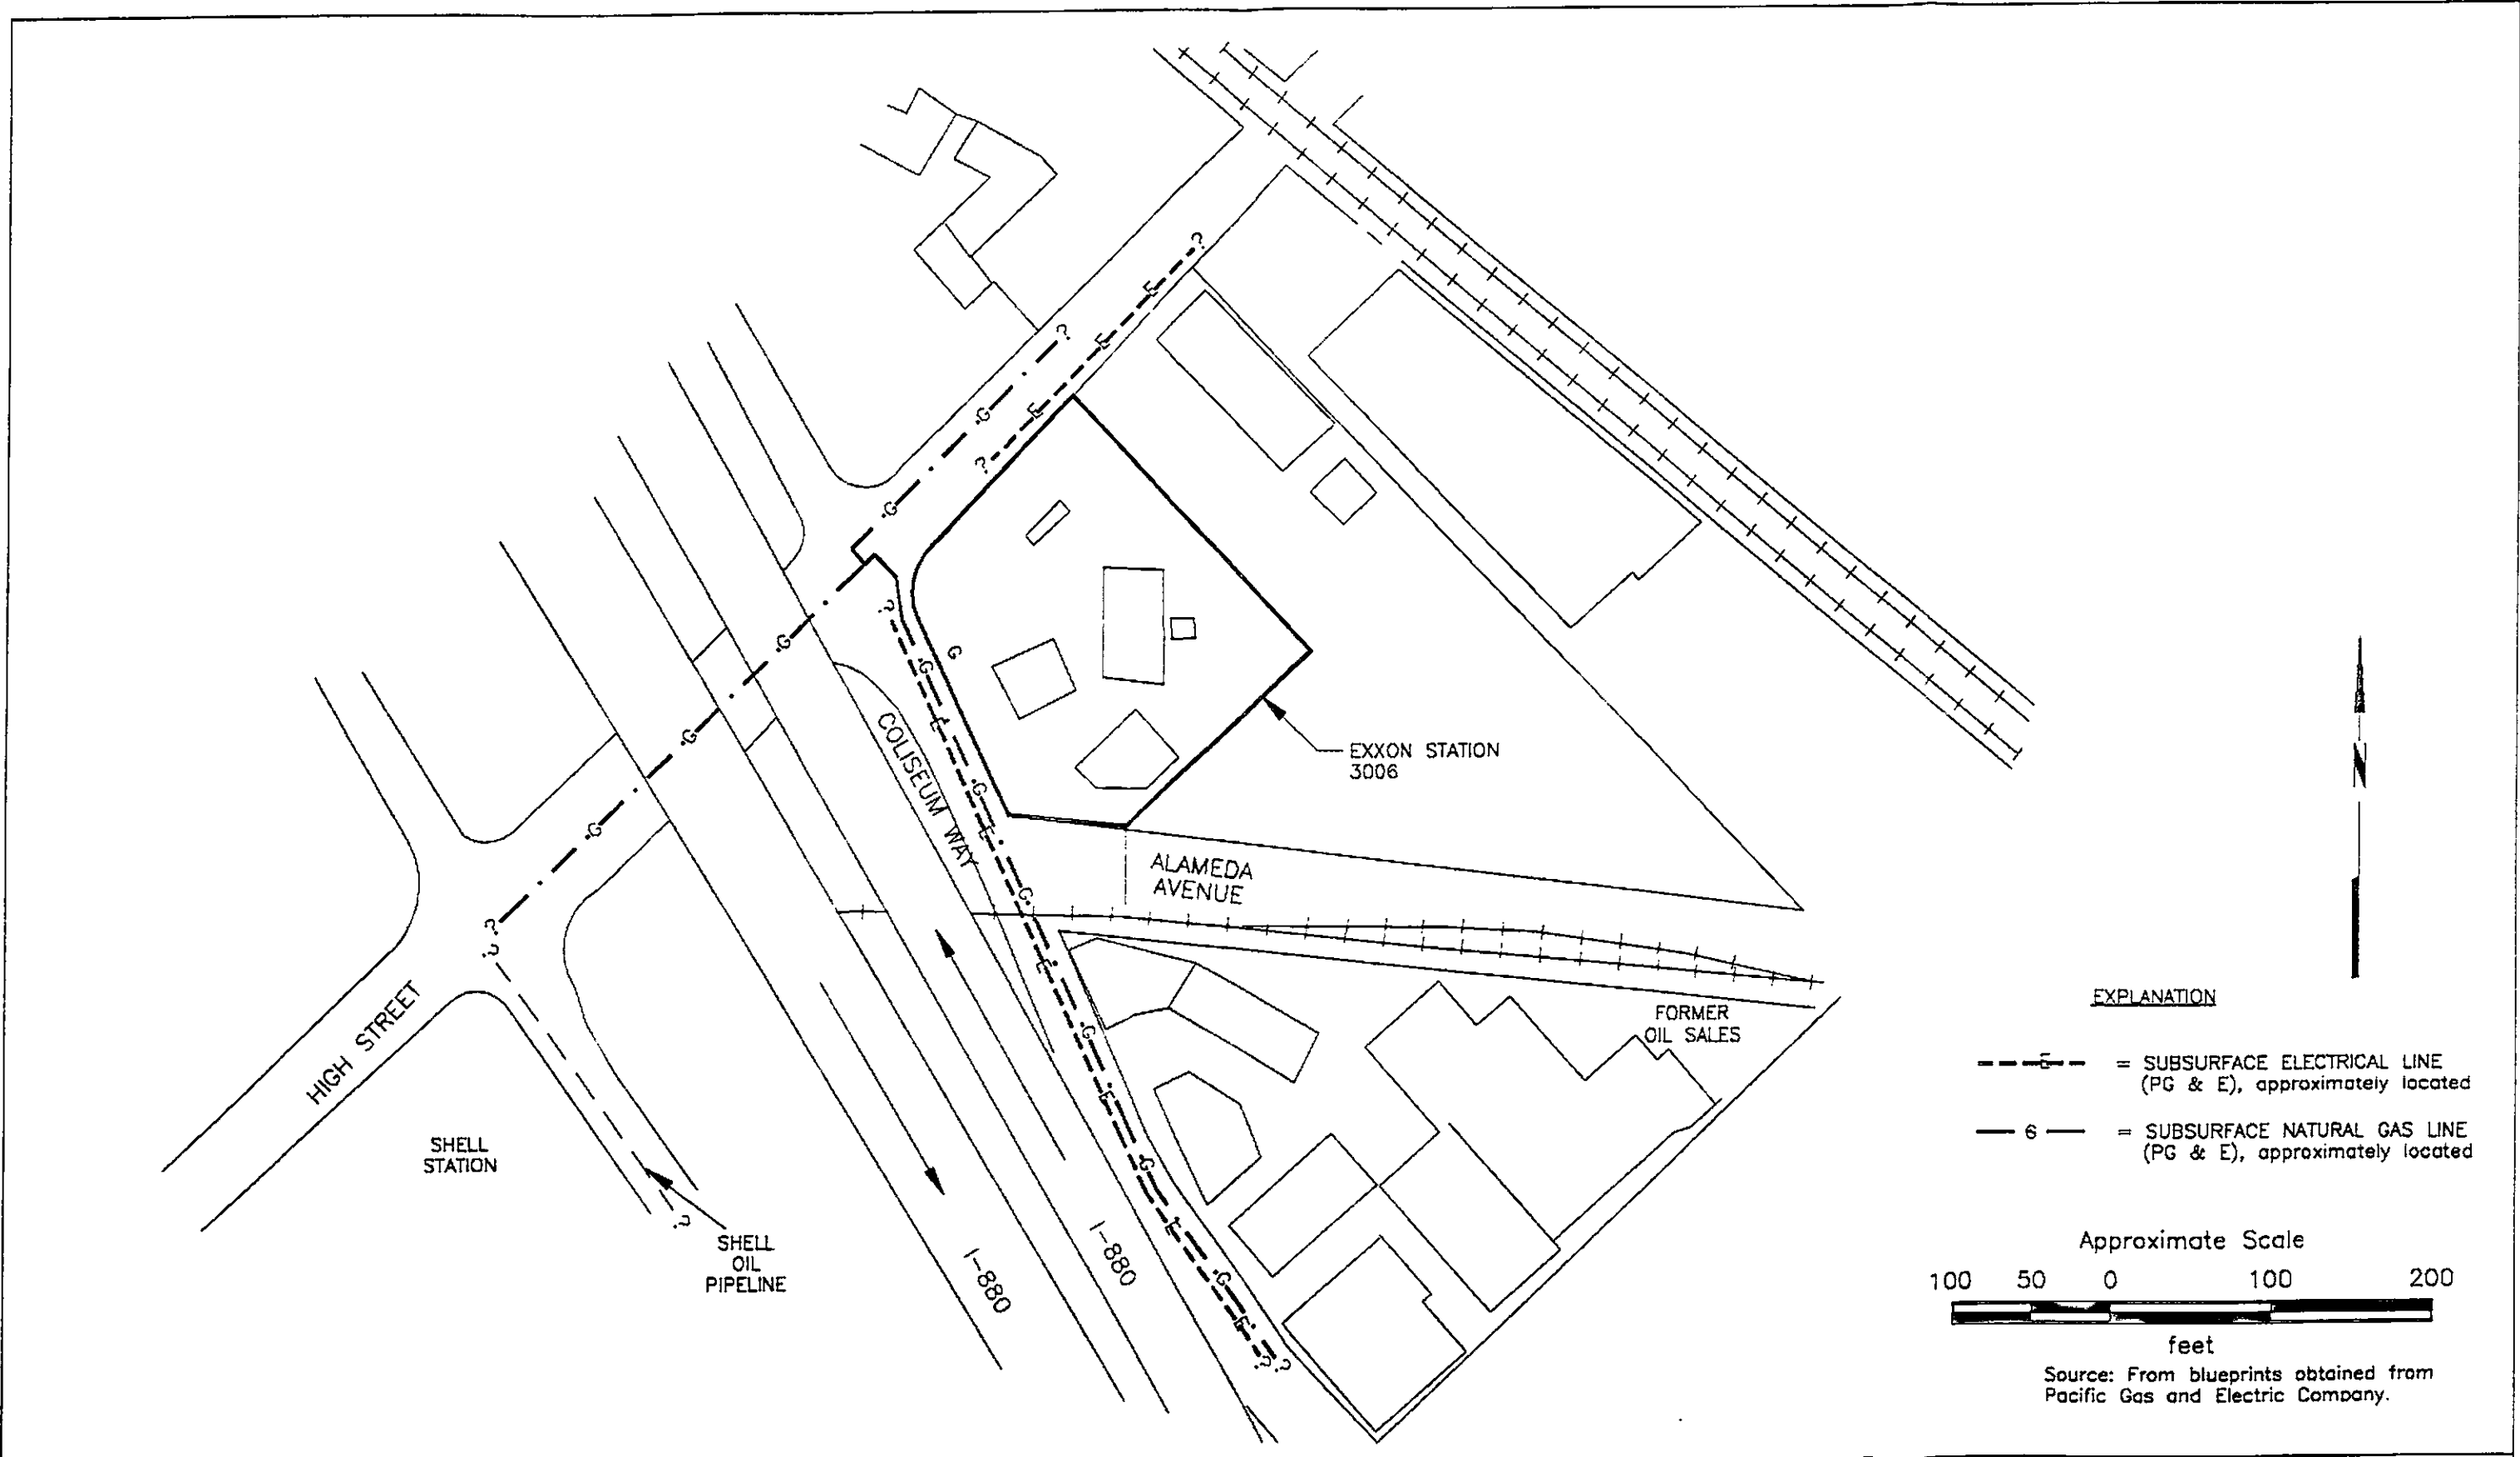 EXXON STATION
3006
COLISEUM WAY
ALAMEDA
AVENUE
HIGH STREET
FORMER
OIL SALES
SHELL
STATION
SHELL
OIL
PIPELINE
I-880
I-880
N
EXPLANATION
E = SUBSURFACE ELECTRICAL LINE
(PG & E), approximately located
G = SUBSURFACE NATURAL GAS LINE
(PG & E), approximately located
Approximate Scale
100 50 0 100 200
feet
Source: From blueprints obtained from
Pacific Gas and Electric Company.
?
E
E
E
?
?
G
G
G
G
G
?
?
?
G
G
E
G
E
G
E
G
E
G
E
G
E
?
?
?